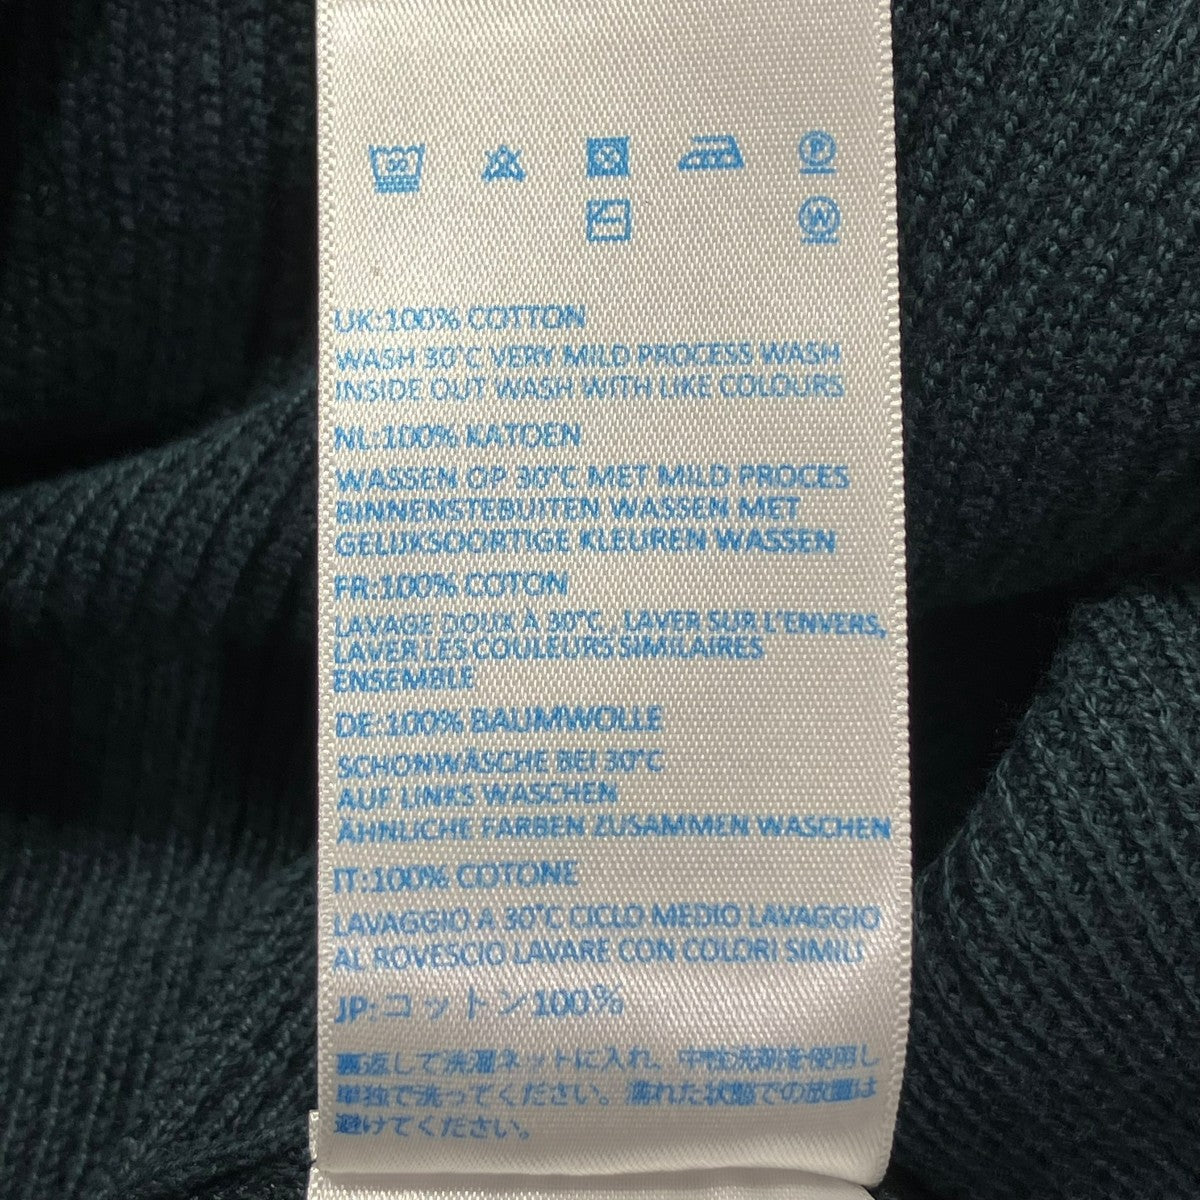 30
P
W
UK:100% COTTON
WASH 30°C VERY MILD PROCESS WASH
INSIDE OUT WASH WITH LIKE COLOURS
NL:100% KATOEN
WASSEN OP 30°C MET MILD PROCES
BINNENSTEBUITEN WASSEN MET
GELIJKSOORTIGE KLEUREN WASSEN
FR:100% COTON
LAVAGE DOUX À 30°C, LAVER SUR L'ENVERS,
LAVER LES COULEURS SIMILAIRES
ENSEMBLE
DE:100% BAUMWOLLE
SCHONWÄSCHE BEI 30°C
AUF LINKS WASCHEN
ÄHNLICHE FARBEN ZUSAMMEN WASCHEN
IT:100% COTONE
LAVAGGIO A 30°C CICLO MEDIO LAVAGGIO
AL ROVESCIO LAVARE CON COLORI SIMILI
JP:コットン100%
裏返して洗濯ネットに入れ、中性洗剤を使用し
単独で洗ってください。濡れた状態での放置は
避けてください。